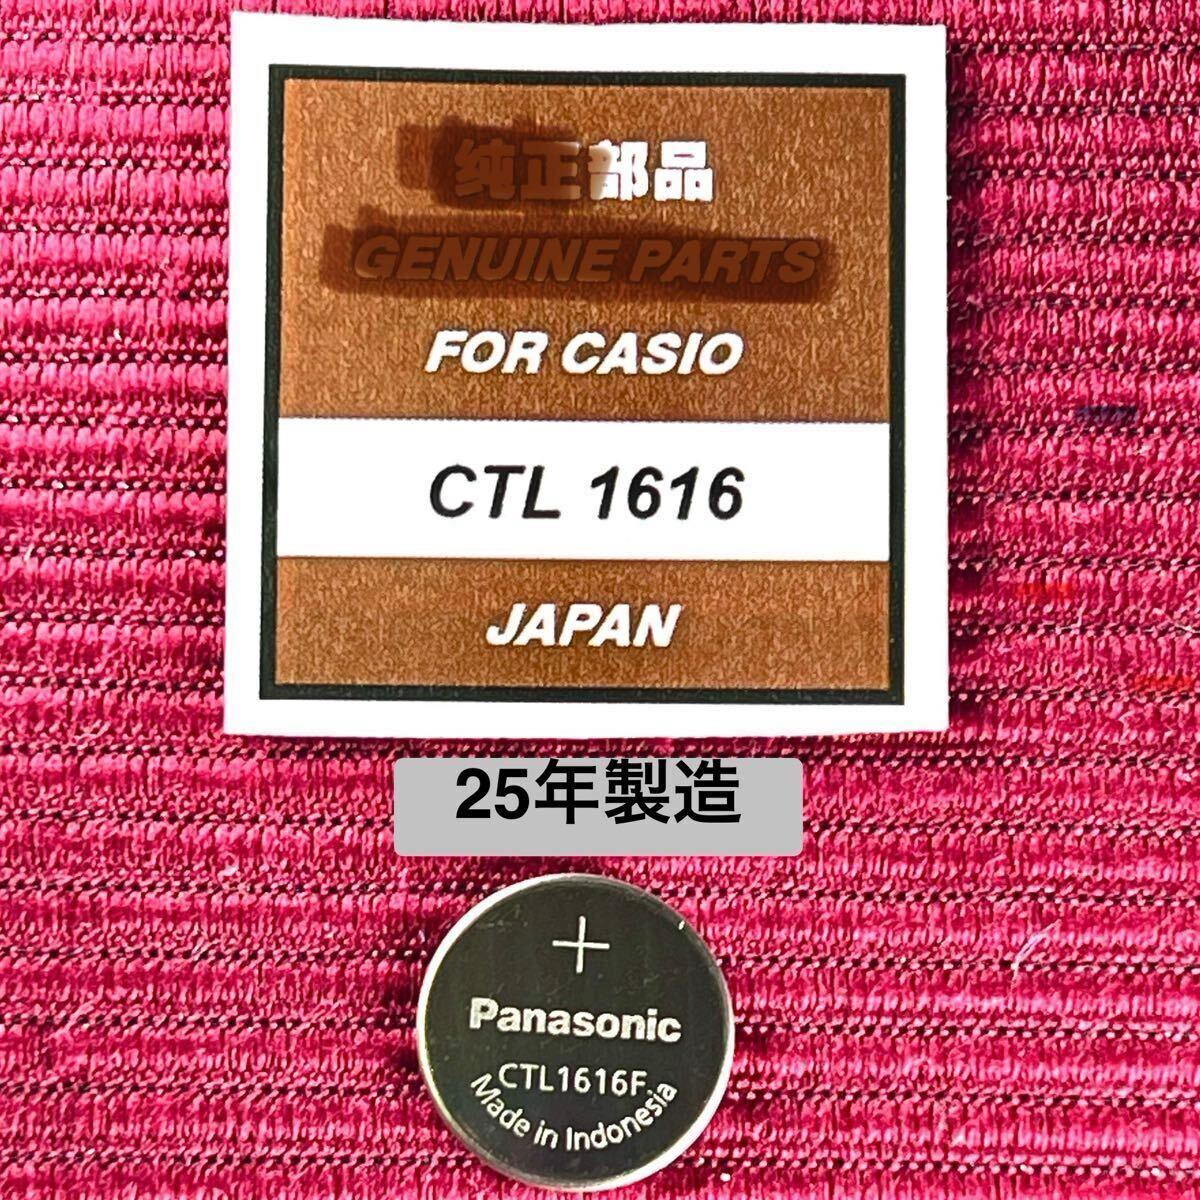 纯正部品
GENUINE PARTS
FOR CASIO
CTL 1616
JAPAN
25年製造
+
Panasonic
CTL1616F
Made in Indonesia